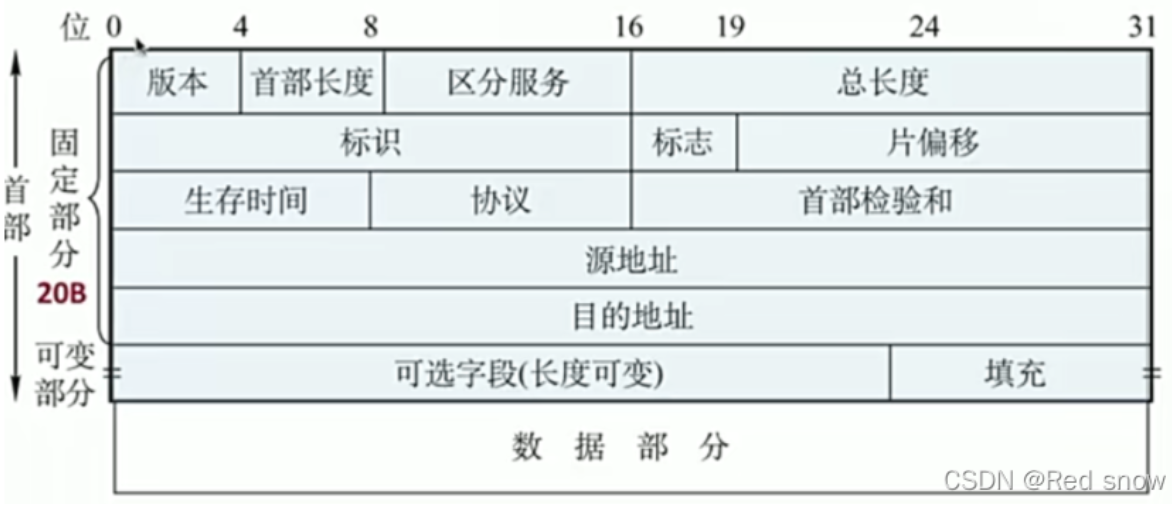 位 0 4 8 16 19 24 31
版本 首部长度 区分服务 总长度
标识 标志 片偏移
生存时间 协议 首部检验和
源地址
目的地址
可选字段(长度可变) 填充
数据部分
首部
固定部分
20B
可变
部分
CSDN @Red snow